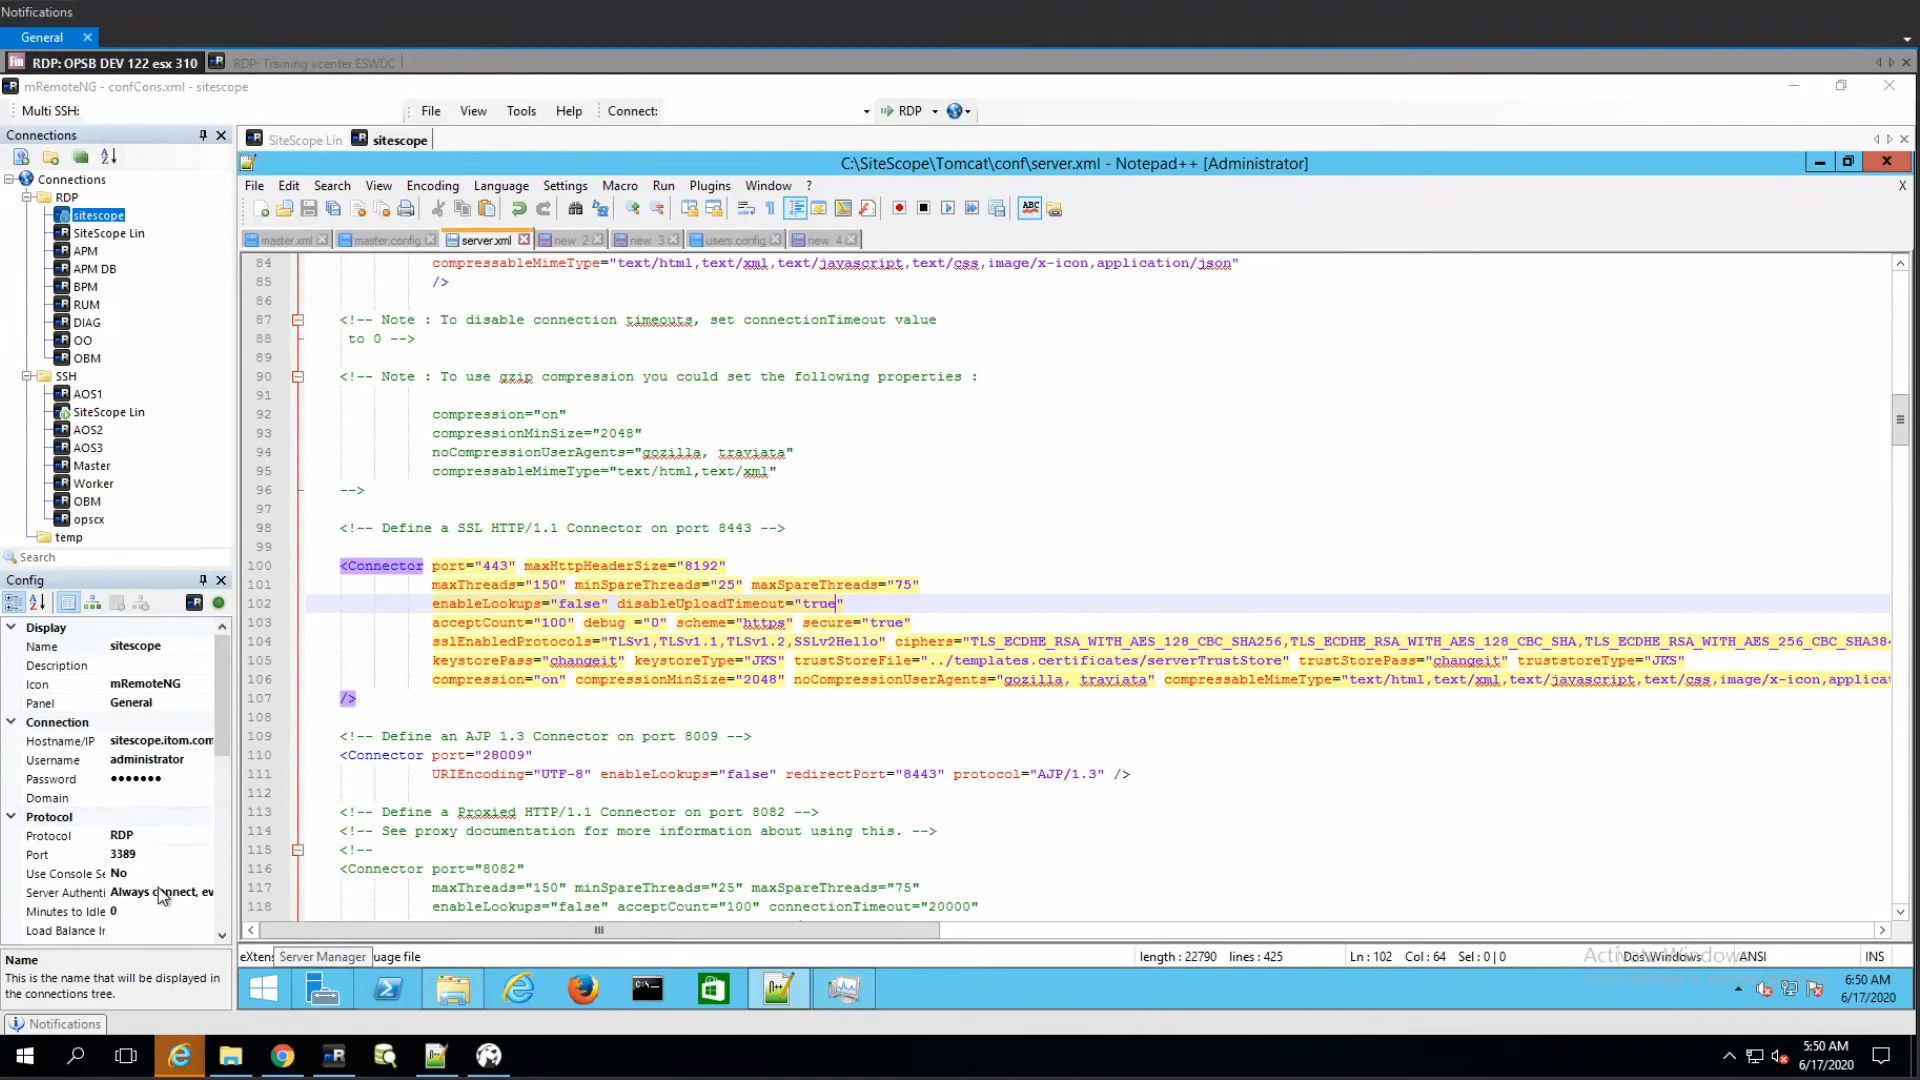 Notifications
General
RDP: OPSB DEV 122 esx 310
RDP: Training vcenter ESWDC
mRemoteNG - confCons.xml - sitescope
Multi SSH:
File View Tools Help Connect: RDP
Connections
SiteScope Lin sitescope
C:\SiteScope\Tomcat\conf\server.xml - Notepad++ [Administrator]
File Edit Search View Encoding Language Settings Macro Run Plugins Window ?
X
master.xml master.config server.xml new 2 new 3 users.config new 4
Connections
RDP
sitescope
SiteScope Lin
APM
APM DB
BPM
RUM
DIAG
OO
OBM
SSH
AOS1
SiteScope Lin
AOS2
AOS3
Master
Worker
OBM
opscx
temp
Search
Config
Display
Name sitescope
Description
Icon mRemoteNG
Panel General
Connection
Hostname/IP sitescope.itom.com
Username administrator
Password •••••••
Domain
Protocol
Protocol RDP
Port 3389
Use Console Se No
Server Authenti Always connect, ev
Minutes to Idle 0
Load Balance Ir
Name
This is the name that will be displayed in
the connections tree.
Notifications
84 compressableMimeType="text/html,text/xml,text/javascript,text/css,image/x-icon,application/json"
85 />
86
87 <!-- Note : To disable connection timeouts, set connectionTimeout value
88 to 0 -->
89
90 <!-- Note : To use gzip compression you could set the following properties :
91
92 compression="on"
93 compressionMinSize="2048"
94 noCompressionUserAgents="gozilla, traviata"
95 compressableMimeType="text/html,text/xml"
96 -->
97
98 <!-- Define a SSL HTTP/1.1 Connector on port 8443 -->
99
100 <Connector port="443" maxHttpHeaderSize="8192"
101 maxThreads="150" minSpareThreads="25" maxSpareThreads="75"
102 enableLookups="false" disableUploadTimeout="true"
103 acceptCount="100" debug ="0" scheme="https" secure="true"
104 sslEnabledProtocols="TLSv1,TLSv1.1,TLSv1.2,SSLv2Hello" ciphers="TLS_ECDHE_RSA_WITH_AES_128_CBC_SHA256,TLS_ECDHE_RSA_WITH_AES_128_CBC_SHA,TLS_ECDHE_RSA_WITH_AES_256_CBC_SHA384
105 keystorePass="changeit" keystoreType="JKS" trustStoreFile="../templates.certificates/serverTrustStore" trustStorePass="changeit" truststoreType="JKS"
106 compression="on" compressionMinSize="2048" noCompressionUserAgents="gozilla, traviata" compressableMimeType="text/html,text/xml,text/javascript,text/css,image/x-icon,applicat
107 />
108
109 <!-- Define an AJP 1.3 Connector on port 8009 -->
110 <Connector port="28009"
111 URIEncoding="UTF-8" enableLookups="false" redirectPort="8443" protocol="AJP/1.3" />
112
113 <!-- Define a Proxied HTTP/1.1 Connector on port 8082 -->
114 <!-- See proxy documentation for more information about using this. -->
115 <!--
116 <Connector port="8082"
117 maxThreads="150" minSpareThreads="25" maxSpareThreads="75"
118 enableLookups="false" acceptCount="100" connectionTimeout="20000"
eXtens Server Manager uage file length : 22790 lines : 425 Ln : 102 Col : 64 Sel : 0 | 0 Dos\Windows ANSI INS
Activate Windows
6:50 AM
6/17/2020
5:50 AM
6/17/2020